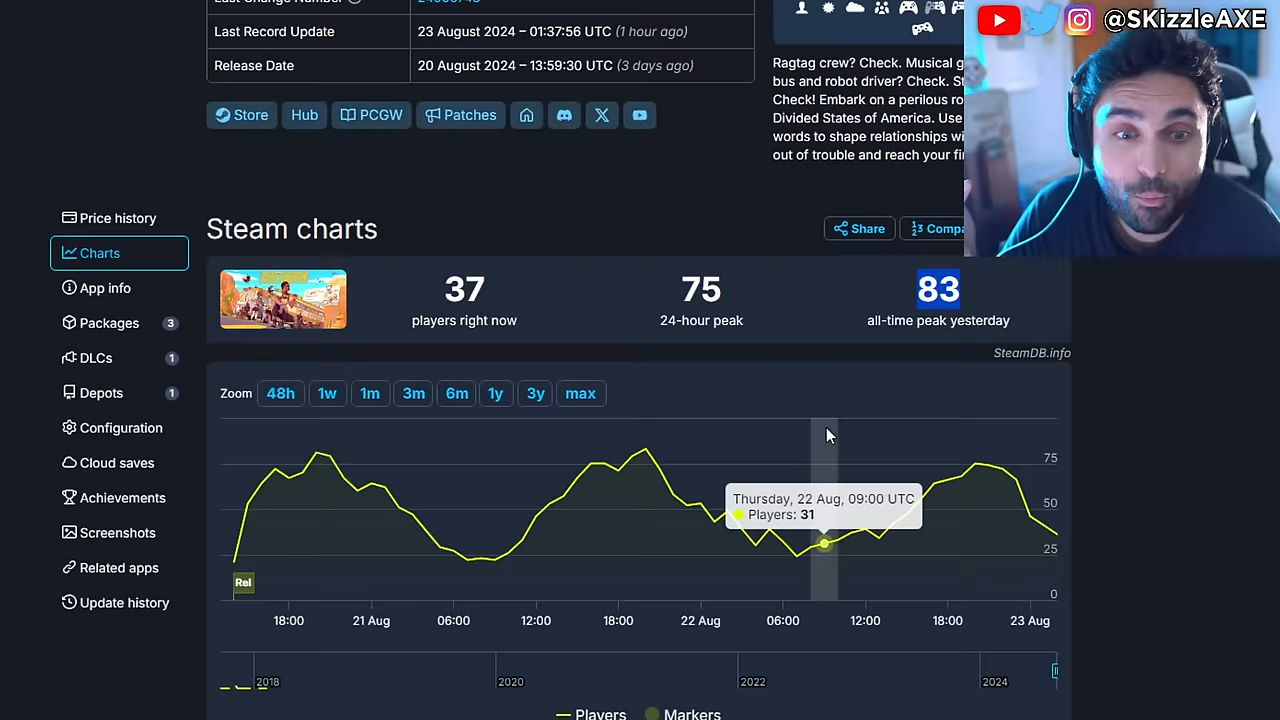 Last Record Update 23 August 2024 – 01:37:56 UTC (1 hour ago)
Release Date 20 August 2024 – 13:59:30 UTC (3 days ago)
@SKizzleAXE
Ragtag crew? Check. Musical g
bus and robot driver? Check. St
Check! Embark on a perilous ro
Divided States of America. Use
words to shape relationships wi
out of trouble and reach your fin
Store Hub PCGW Patches
Price history
Charts
App info
Packages 3
DLCs 1
Depots 1
Configuration
Cloud saves
Achievements
Screenshots
Related apps
Update history
Steam charts
Share Compa
37 75 83
players right now 24-hour peak all-time peak yesterday
SteamDB.info
Zoom 48h 1w 1m 3m 6m 1y 3y max
75
50
25
0
Thursday, 22 Aug, 09:00 UTC
Players: 31
Rel
18:00 21 Aug 06:00 12:00 18:00 22 Aug 06:00 12:00 18:00 23 Aug
2018 2020 2022 2024
Players Markers